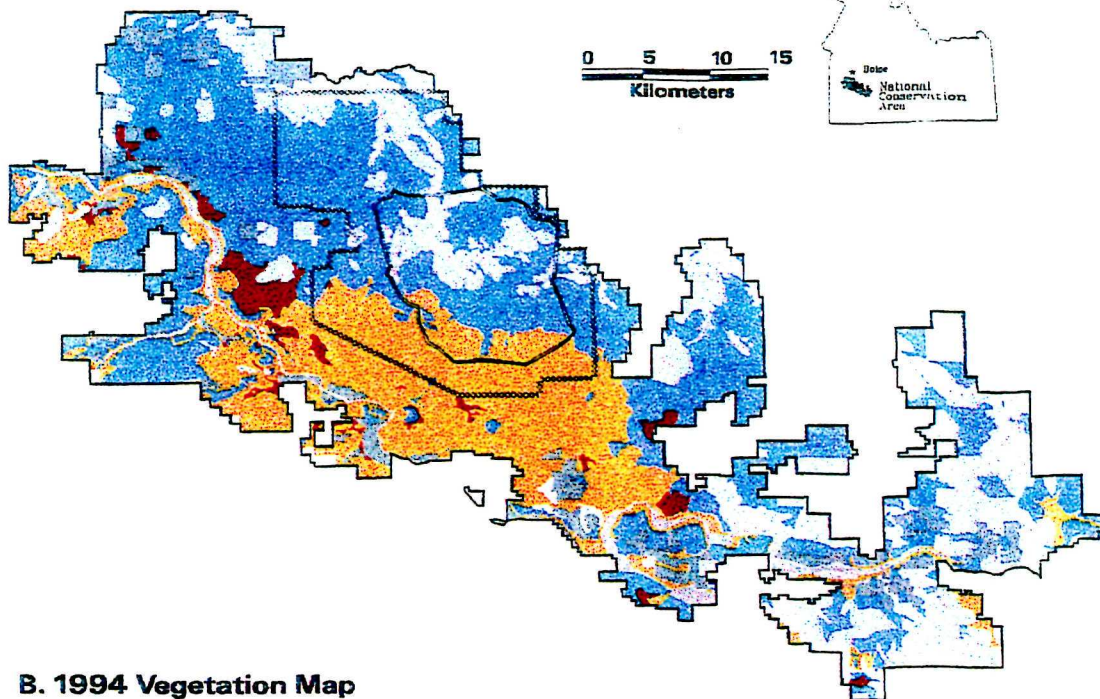 0 5 10 15
Kilometers
Boise
National
Conservation
Area
B. 1994 Vegetation Map